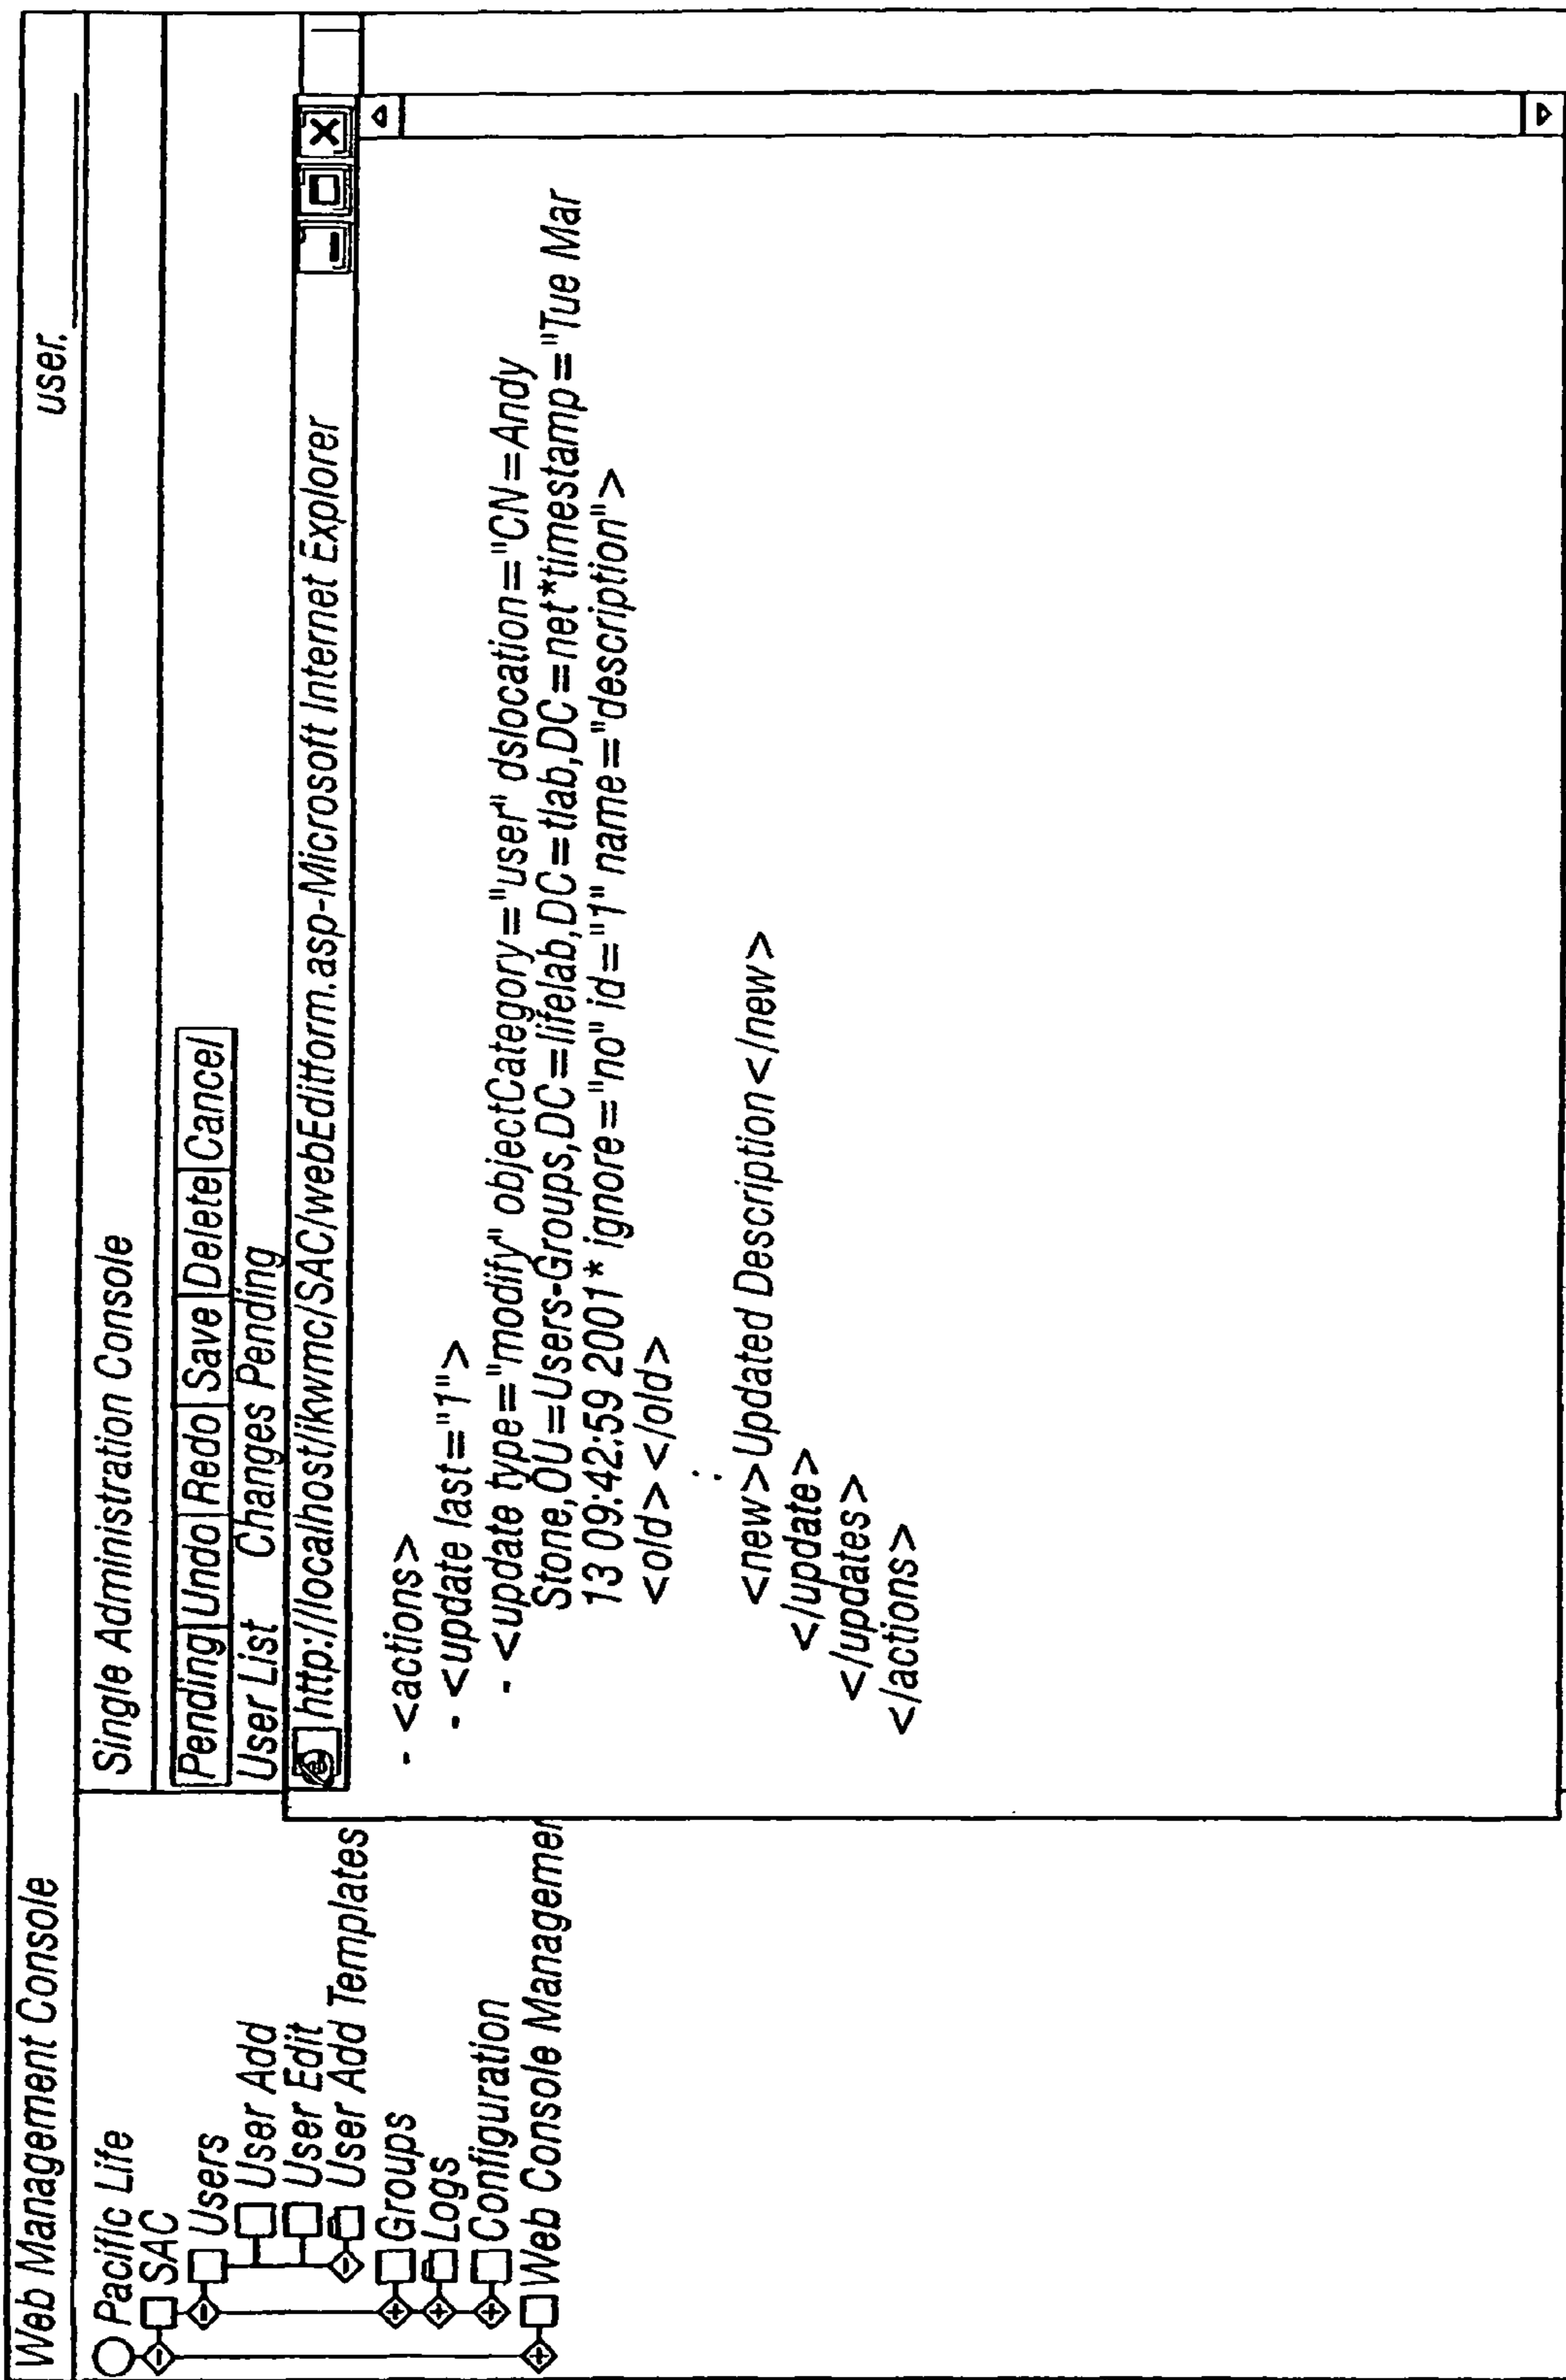 Web Management Console
user.
Pacific Life
SAC
Users
User Add
User Edit
User Add Templates
Groups
Logs
Configuration
Web Console Managemen
Single Administration Console
Pending Undo Redo Save Delete Cancel
User List Changes Pending
http://localhost/ikwmc/SAC/webEditform.asp-Microsoft Internet Explorer
- <actions>
- <update last="1">
- <update type="modify" objectCategory="user" dslocation="CN=Andy
Stone,OU=Users-Groups,DC=lifelab,DC=tlab,DC=net*timestamp="Tue Mar
13 09:42:59 2001* ignore="no" id="1" name="description">
<old> </old>
<new>Updated Description</new>
</update>
</updates>
</actions>